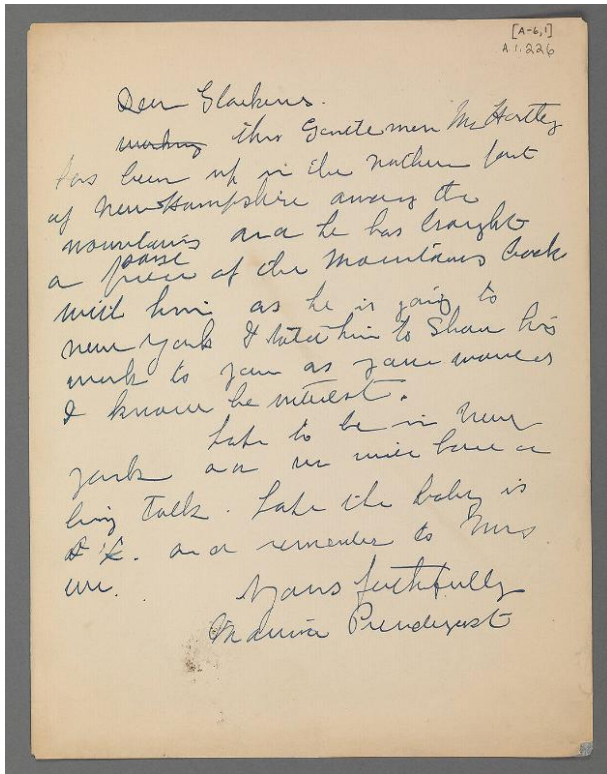 [A-6,1]
A 1.226
Dear Glackens.
this Gentlemen Mr Hartley
has been up in the northern part
of New Hampshire among the
mountains and he has brought
a piece of the Mountains back
with him as he is going to
New York I told him to Show his
work to you as you would
I know be interest.
Hope to be in New
York and we will have a
long Talk. Hope the baby is
O.K. and remember to Mrs.
me.
Yours faithfully
Maurice Prendergast